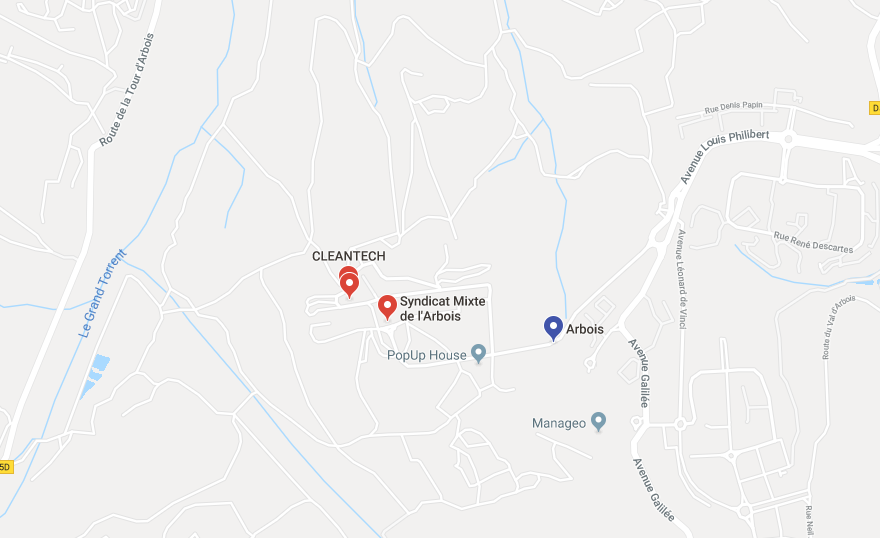 Route de la Tour d'Arbois
D
Rue Denis Papin
Avenue Louis Philibert
Avenue Léonard de Vinci
Rue René Descartes
Le Grand Torrent
CLEANTECH
Syndicat Mixte
de l'Arbois
Arbois
PopUp House
Route du Val d'Arbois
Avenue Galilée
Manageo
5D
Avenue Galilée
Rue Neil